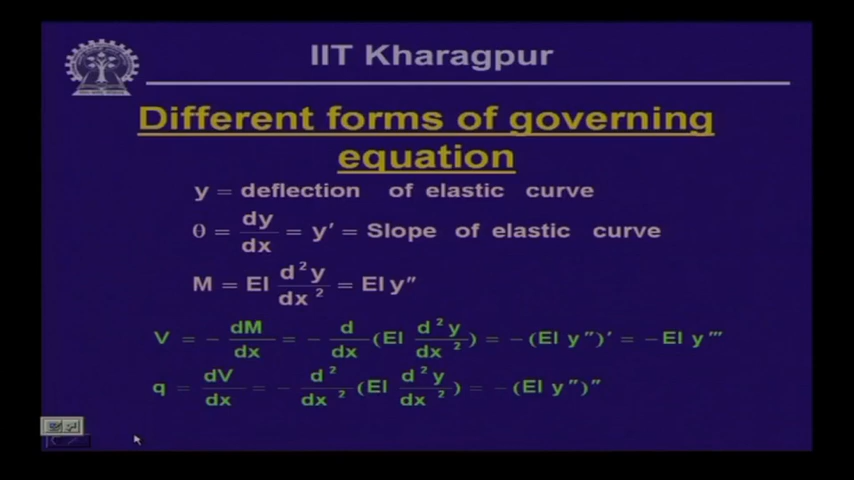 IIT Kharagpur
Different forms of governing
equation
y = deflection of elastic curve
θ = dy/dx = y′ = Slope of elastic curve
M = EI d²y/dx² = EI y″
V = − dM/dx = − d/dx (EI d²y/dx²) = −(EI y″)′ = −EI y‴
q = dV/dx = − d²/dx² (EI d²y/dx²) = −(EI y″)″